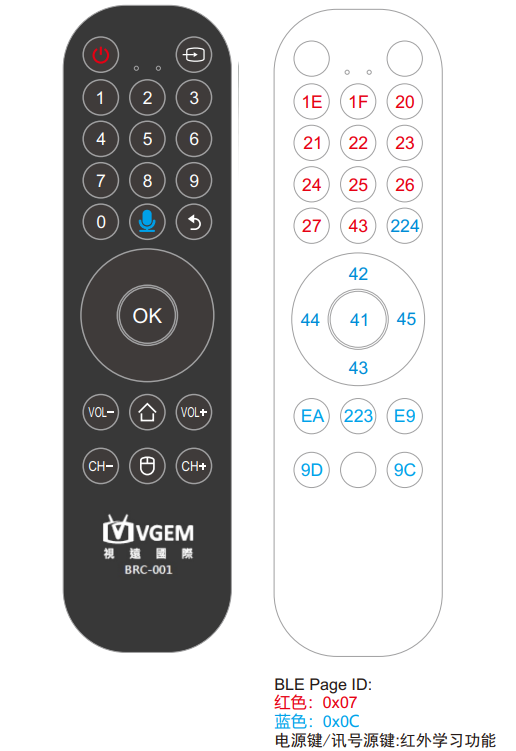 1 2 3
4 5 6
7 8 9
0
OK
VOL- VOL+
CH- CH+
VVGEM
視遠國際
BRC-001
1E 1F 20
21 22 23
24 25 26
27 43 224
42
44 41 45
43
EA 223 E9
9D 9C
BLE Page ID:
红色：0x07
蓝色：0x0C
电源键/讯号源键:红外学习功能